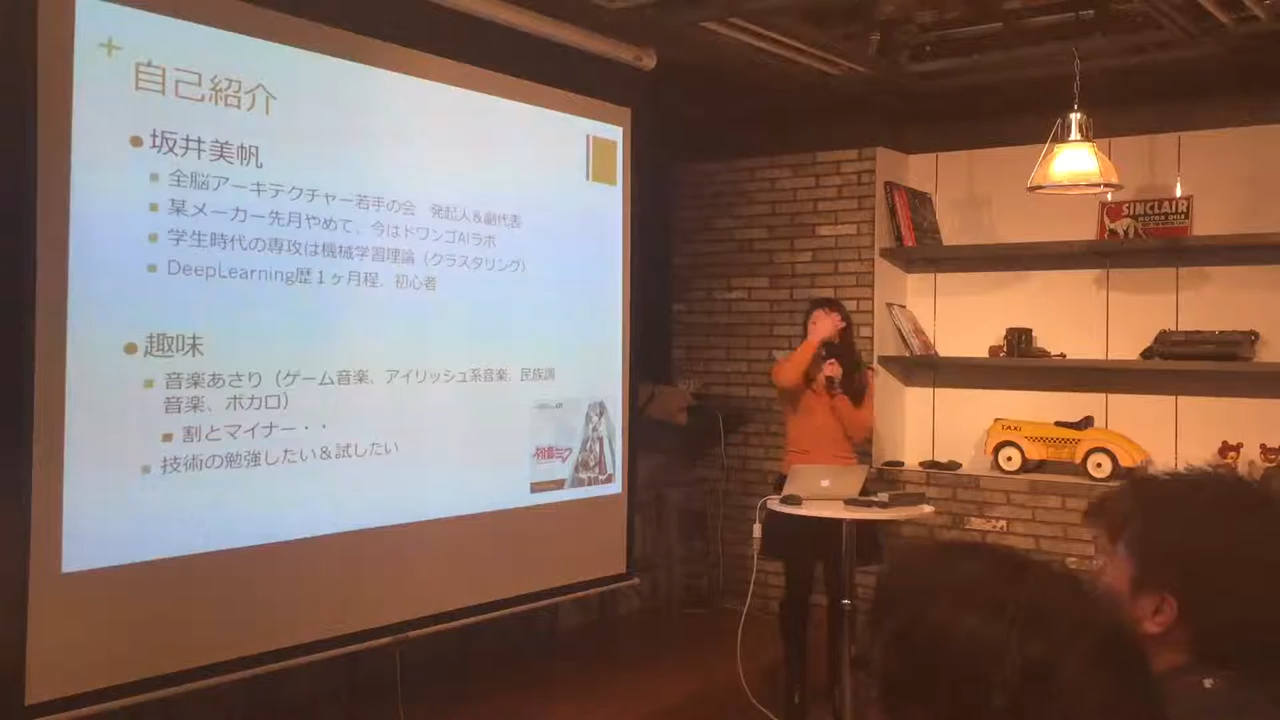 自己紹介
坂井美帆
全脳アーキテクチャー若手の会 発起人&副代表
某メーカー先月やめて、今はドワンゴAIラボ
学生時代の専攻は機械学習理論(クラスタリング)
DeepLearning歴1ヶ月程、初心者
趣味
音楽あさり(ゲーム音楽、アイリッシュ系音楽、民族調
音楽、ボカロ)
割とマイナー・・
技術の勉強したい&試したい
初音ミク
SINCLAIR
MOTOR OILS
TAXI